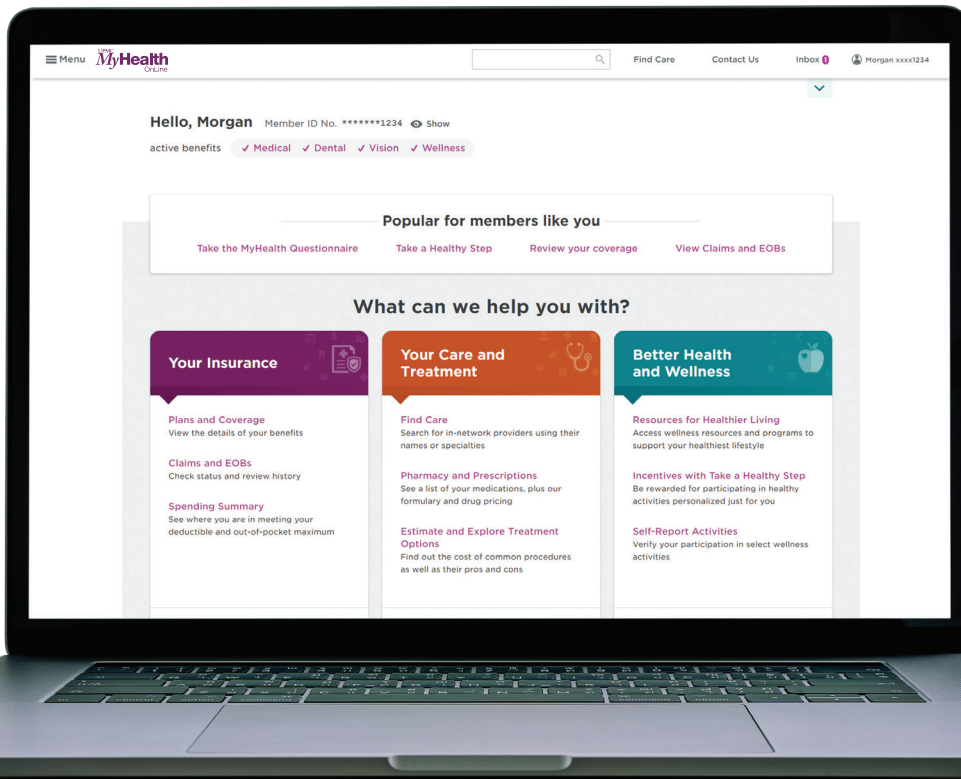 Menu
UPMC
MyHealth
OnLine
Find Care
Contact Us
Inbox 1
Morgan xxxx1234
Hello, Morgan Member ID No. *******1234 Show
active benefits ✓ Medical ✓ Dental ✓ Vision ✓ Wellness
Popular for members like you
Take the MyHealth Questionnaire Take a Healthy Step Review your coverage View Claims and EOBs
What can we help you with?
Your Insurance
Plans and Coverage
View the details of your benefits
Claims and EOBs
Check status and review history
Spending Summary
See where you are in meeting your
deductible and out-of-pocket maximum
Your Care and
Treatment
Find Care
Search for in-network providers using their
names or specialties
Pharmacy and Prescriptions
See a list of your medications, plus our
formulary and drug pricing
Estimate and Explore Treatment
Options
Find out the cost of common procedures
as well as their pros and cons
Better Health
and Wellness
Resources for Healthier Living
Access wellness resources and programs to
support your healthiest lifestyle
Incentives with Take a Healthy Step
Be rewarded for participating in healthy
activities personalized just for you
Self-Report Activities
Verify your participation in select wellness
activities